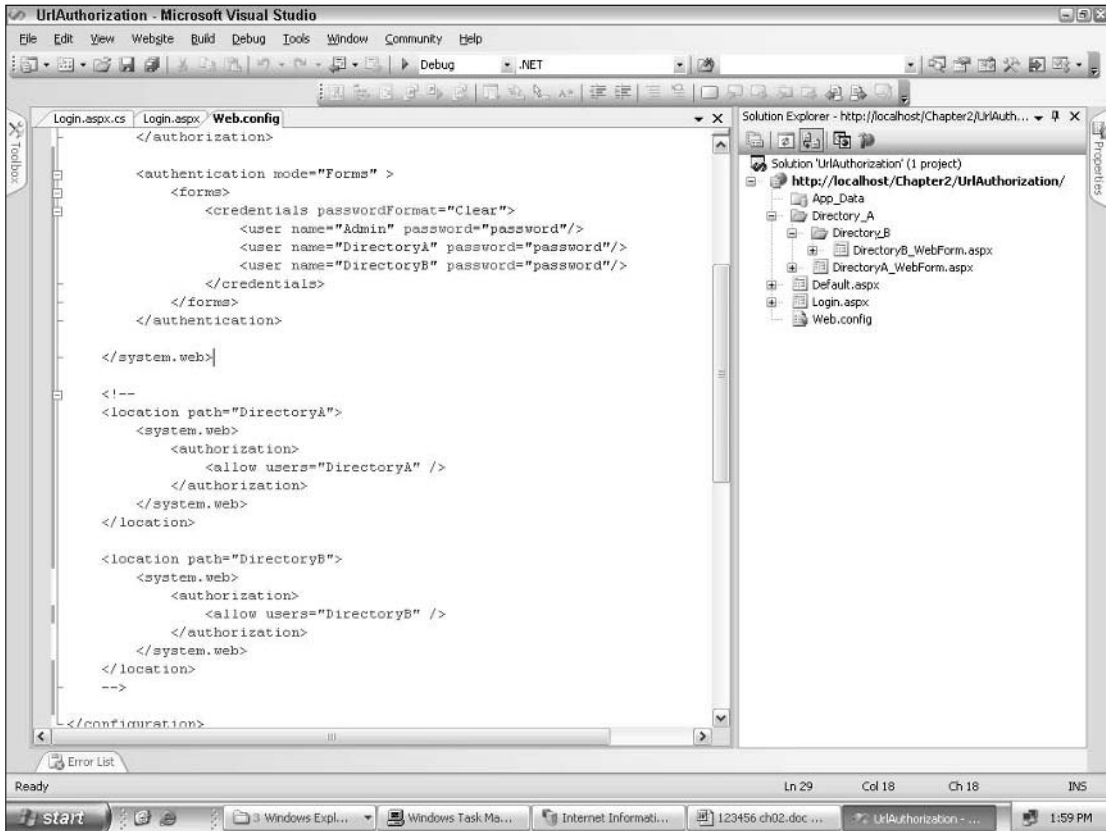 UrlAuthorization - Microsoft Visual Studio
File Edit View Website Build Debug Tools Window Community Help
Debug .NET
Toolbox
Login.aspx.cs Login.aspx Web.config
</authorization>
<authentication mode="Forms" >
<forms>
<credentials passwordFormat="Clear">
<user name="Admin" password="password"/>
<user name="DirectoryA" password="password"/>
<user name="DirectoryB" password="password"/>
</credentials>
</forms>
</authentication>
</system.web>
<!--
<location path="DirectoryA">
<system.web>
<authorization>
<allow users="DirectoryA" />
</authorization>
</system.web>
</location>
<location path="DirectoryB">
<system.web>
<authorization>
<allow users="DirectoryB" />
</authorization>
</system.web>
</location>
-->
</configuration>
Solution Explorer - http://localhost/Chapter2/UrlAuth...
Solution 'UrlAuthorization' (1 project)
http://localhost/Chapter2/UrlAuthorization/
App_Data
Directory_A
Directory_B
DirectoryB_WebForm.aspx
DirectoryA_WebForm.aspx
Default.aspx
Login.aspx
Web.config
Properties
Error List
Ready Ln 29 Col 18 Ch 18 INS
start 3 Windows Expl... Windows Task Ma... Internet Informati... 123456 ch02.doc ... UrlAuthorization - ... 1:59 PM